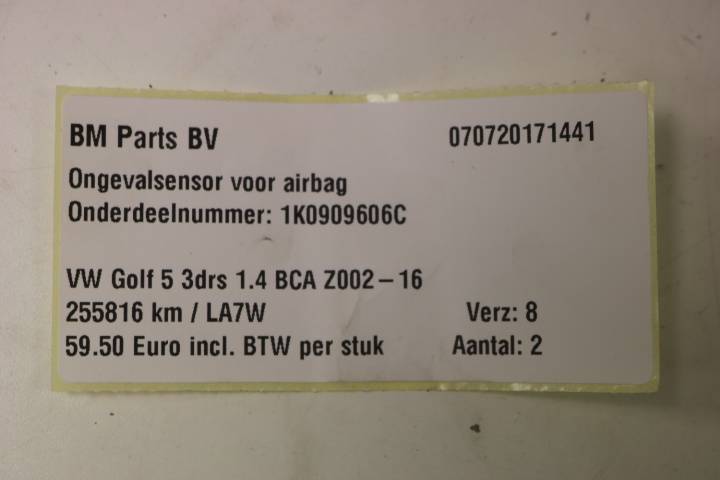 BM Parts BV 070720171441
Ongevalsensor voor airbag
Onderdeelnummer: 1K0909606C
VW Golf 5 3drs 1.4 BCA Z002-16
255816 km / LA7W Verz: 8
59.50 Euro incl. BTW per stuk Aantal: 2